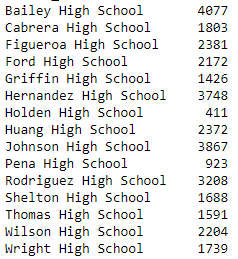 Bailey High School 4077
Cabrera High School 1803
Figueroa High School 2381
Ford High School 2172
Griffin High School 1426
Hernandez High School 3748
Holden High School 411
Huang High School 2372
Johnson High School 3867
Pena High School 923
Rodriguez High School 3208
Shelton High School 1688
Thomas High School 1591
Wilson High School 2204
Wright High School 1739